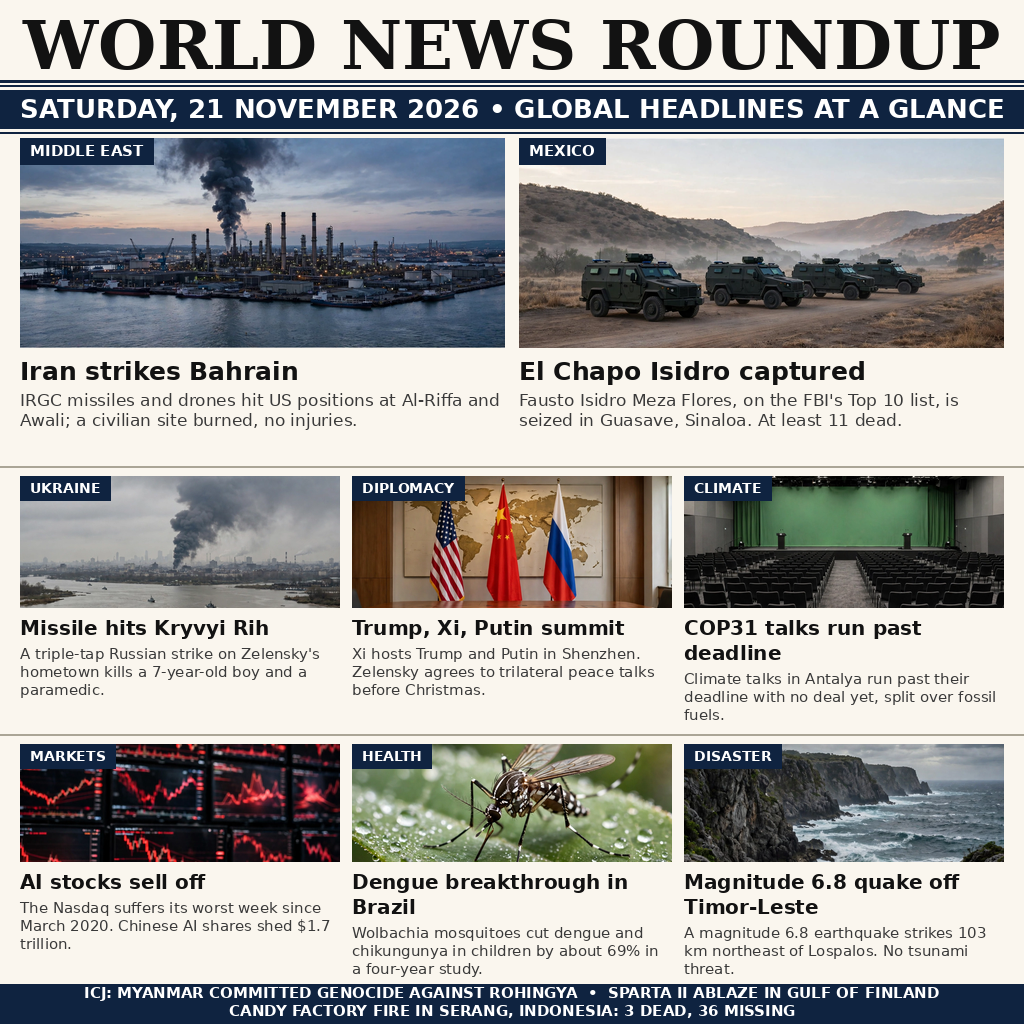 WORLD NEWS ROUNDUP
SATURDAY, 21 NOVEMBER 2026 • GLOBAL HEADLINES AT A GLANCE
MIDDLE EAST
Iran strikes Bahrain
IRGC missiles and drones hit US positions at Al-Riffa and
Awali; a civilian site burned, no injuries.
MEXICO
El Chapo Isidro captured
Fausto Isidro Meza Flores, on the FBI's Top 10 list, is
seized in Guasave, Sinaloa. At least 11 dead.
UKRAINE
Missile hits Kryvyi Rih
A triple-tap Russian strike on Zelensky's
hometown kills a 7-year-old boy and a
paramedic.
DIPLOMACY
Trump, Xi, Putin summit
Xi hosts Trump and Putin in Shenzhen.
Zelensky agrees to trilateral peace talks
before Christmas.
CLIMATE
COP31 talks run past
deadline
Climate talks in Antalya run past their
deadline with no deal yet, split over fossil
fuels.
MARKETS
AI stocks sell off
The Nasdaq suffers its worst week since
March 2020. Chinese AI shares shed $1.7
trillion.
HEALTH
Dengue breakthrough in
Brazil
Wolbachia mosquitoes cut dengue and
chikungunya in children by about 69% in
a four-year study.
DISASTER
Magnitude 6.8 quake off
Timor-Leste
A magnitude 6.8 earthquake strikes 103
km northeast of Lospalos. No tsunami
threat.
ICJ: MYANMAR COMMITTED GENOCIDE AGAINST ROHINGYA • SPARTA II ABLAZE IN GULF OF FINLAND
CANDY FACTORY FIRE IN SERANG, INDONESIA: 3 DEAD, 36 MISSING